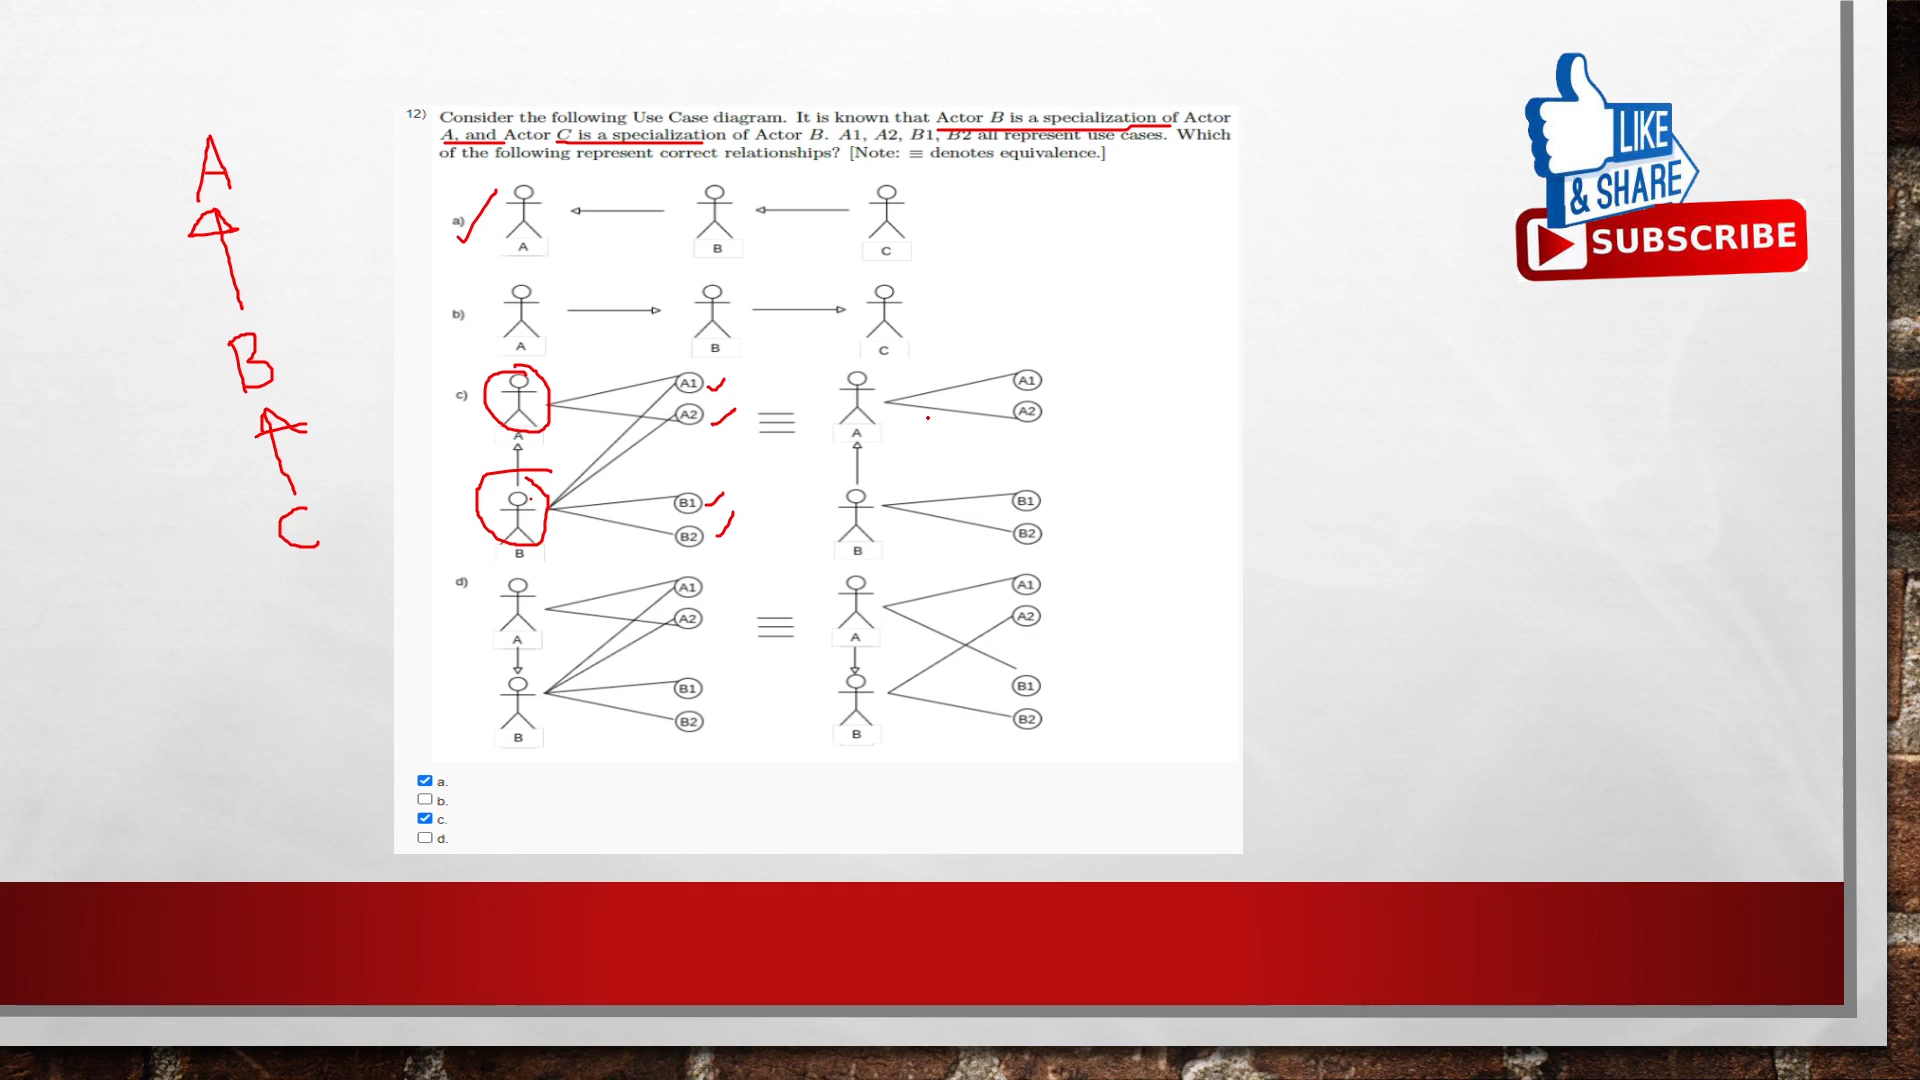 12) Consider the following Use Case diagram. It is known that Actor B is a specialization of Actor
A, and Actor C is a specialization of Actor B. A1, A2, B1, B2 all represent use cases. Which
of the following represent correct relationships? [Note: ≡ denotes equivalence.]
A
B
C
a)
A
B
C
b)
A
B
C
c)
A
A1
A2
B
B1
B2
≡
A
A1
A2
B
B1
B2
d)
A
A1
A2
B
B1
B2
≡
A
A1
A2
B
B1
B2
a.
b.
c.
d.
LIKE
& SHARE
SUBSCRIBE